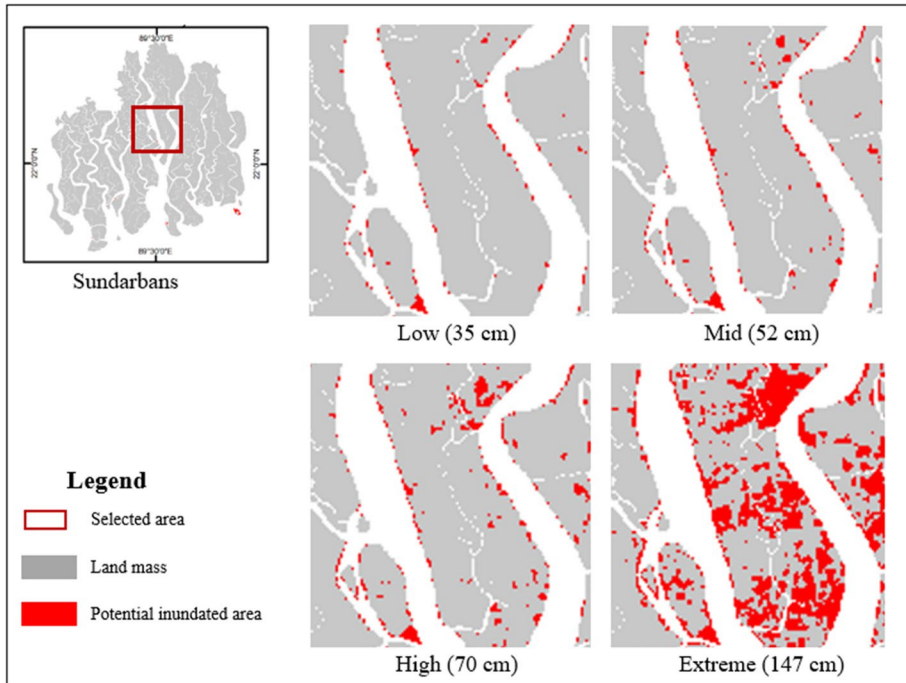 89°30'0"E
22°0'0"N
22°0'0"N
89°30'0"E
Sundarbans
Low (35 cm)
Mid (52 cm)
Legend
Selected area
Land mass
Potential inundated area
High (70 cm)
Extreme (147 cm)